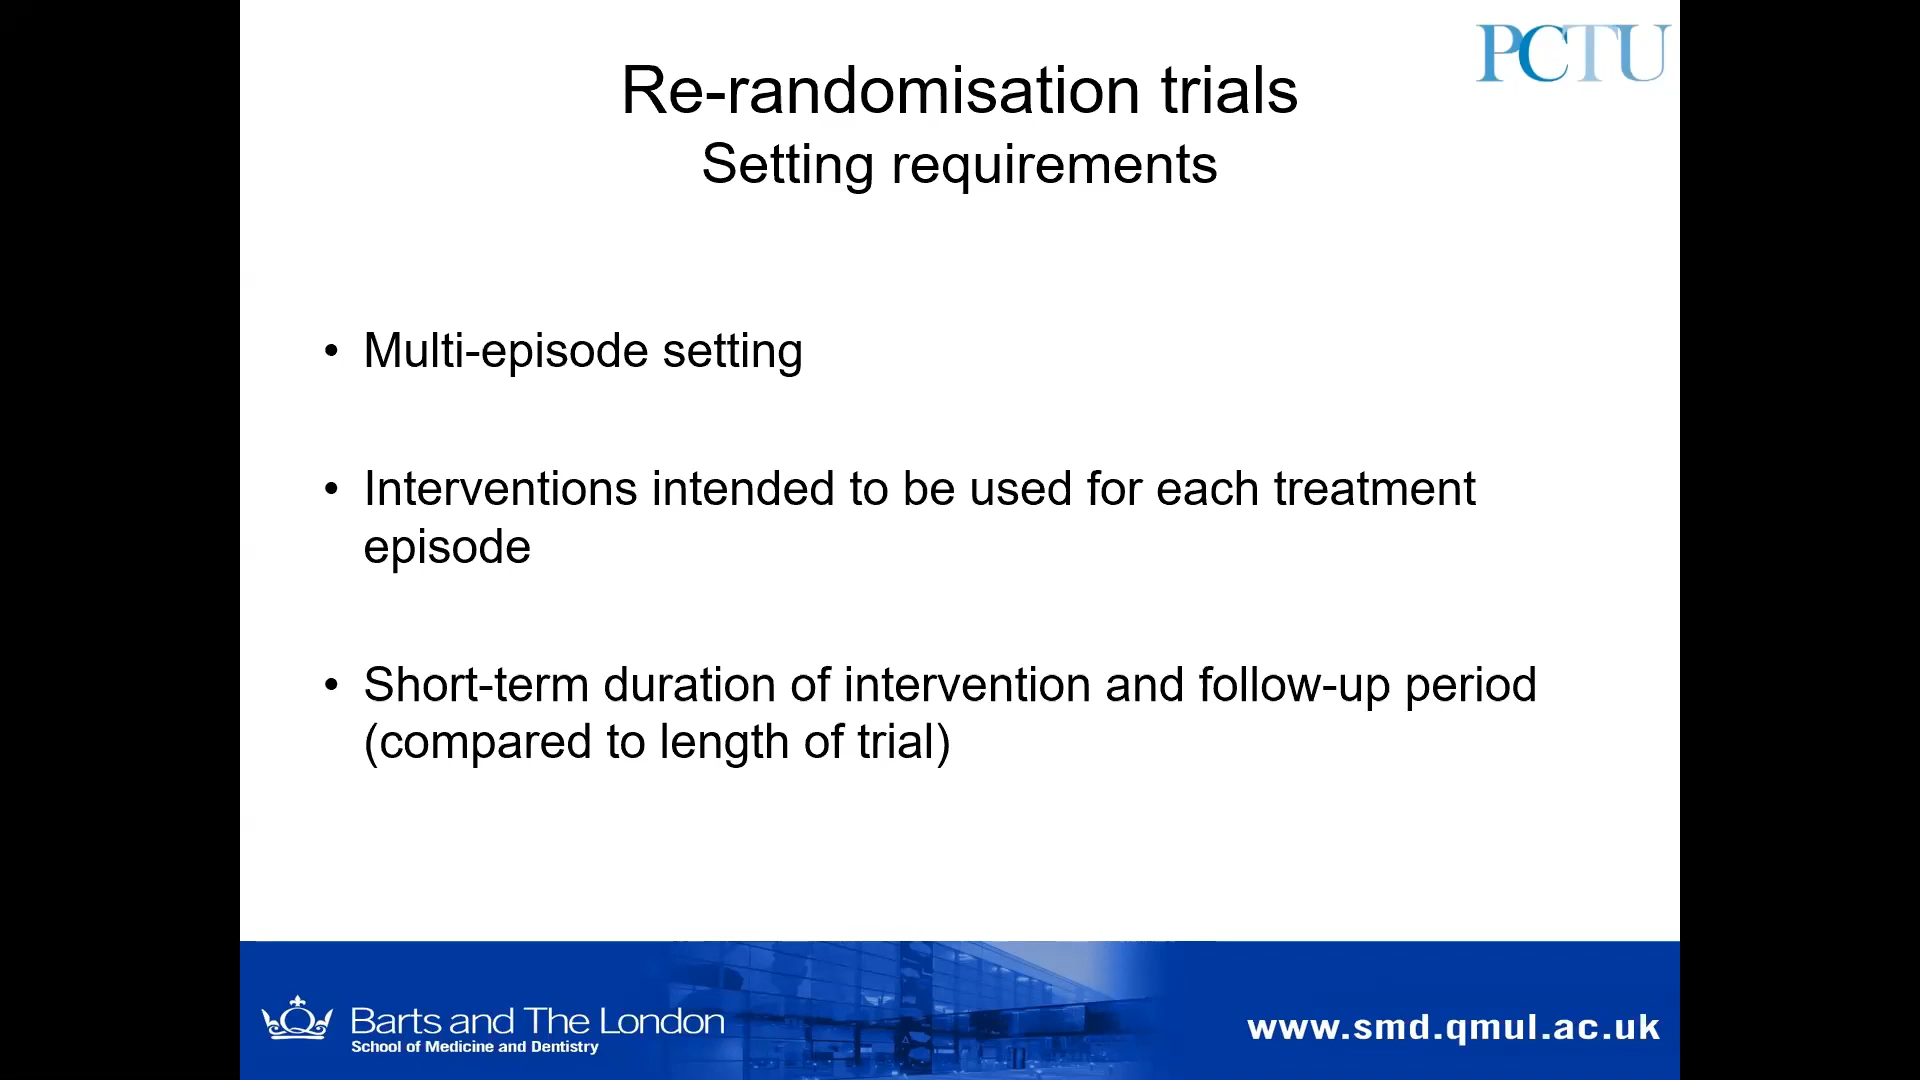 PCTU
Re-randomisation trials
Setting requirements
• Multi-episode setting
• Interventions intended to be used for each treatment
episode
• Short-term duration of intervention and follow-up period
(compared to length of trial)
Barts and The London
School of Medicine and Dentistry
www.smd.qmul.ac.uk